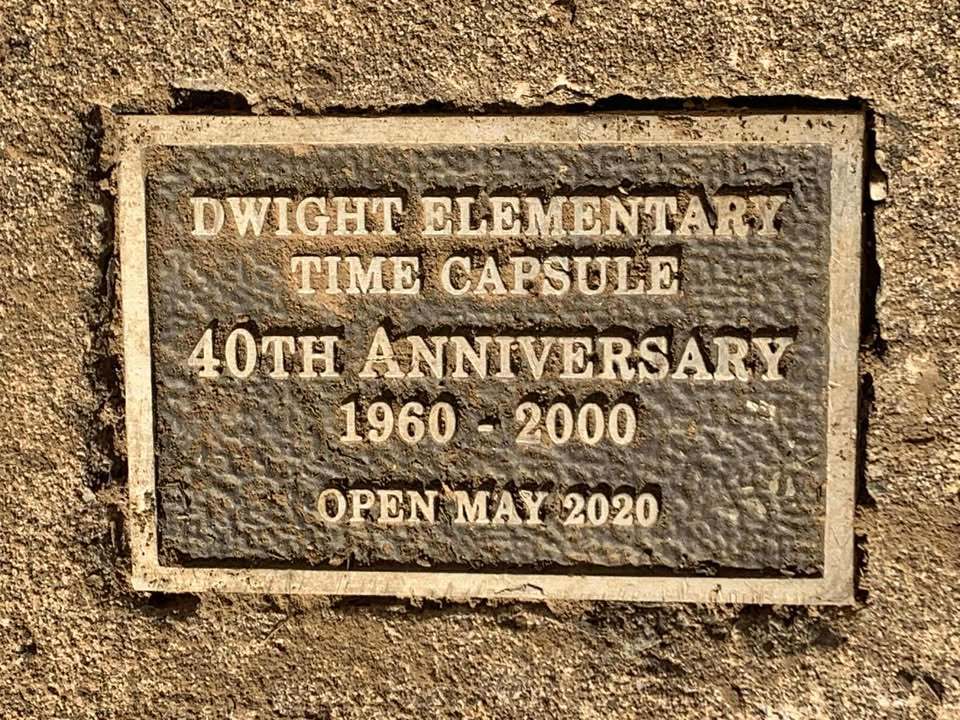 DWIGHT ELEMENTARY
TIME CAPSULE
40TH ANNIVERSARY
1960 - 2000
OPEN MAY 2020